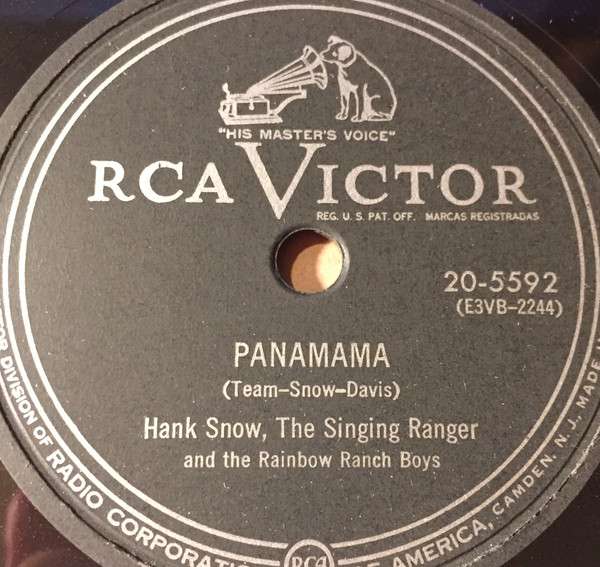 "HIS MASTER'S VOICE"
RCA VICTOR
REG. U. S. PAT. OFF. MARCAS REGISTRADAS
20-5592
(E3VB-2244)
PANAMAMA
(Team-Snow-Davis)
Hank Snow, The Singing Ranger
and the Rainbow Ranch Boys
DIVISION OF RADIO CORPORATION
RCA
AMERICA, CAMDEN, N. J. MADE